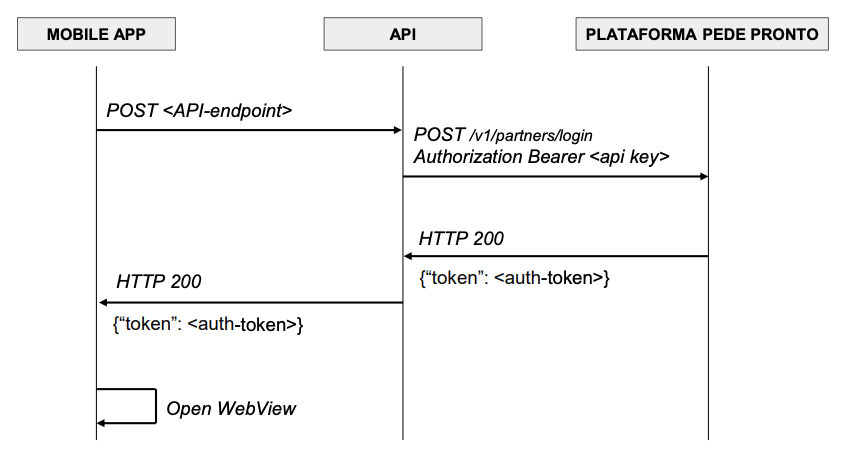 MOBILE APP
API
PLATAFORMA PEDE PRONTO
POST <API-endpoint>
POST /v1/partners/login
Authorization Bearer <api key>
HTTP 200
{“token”: <auth-token>}
HTTP 200
{“token”: <auth-token>}
Open WebView